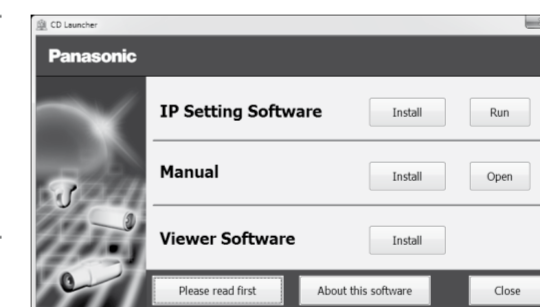 CD Launcher
Panasonic
IP Setting Software Install Run
Manual Install Open
Viewer Software Install
Please read first About this software Close